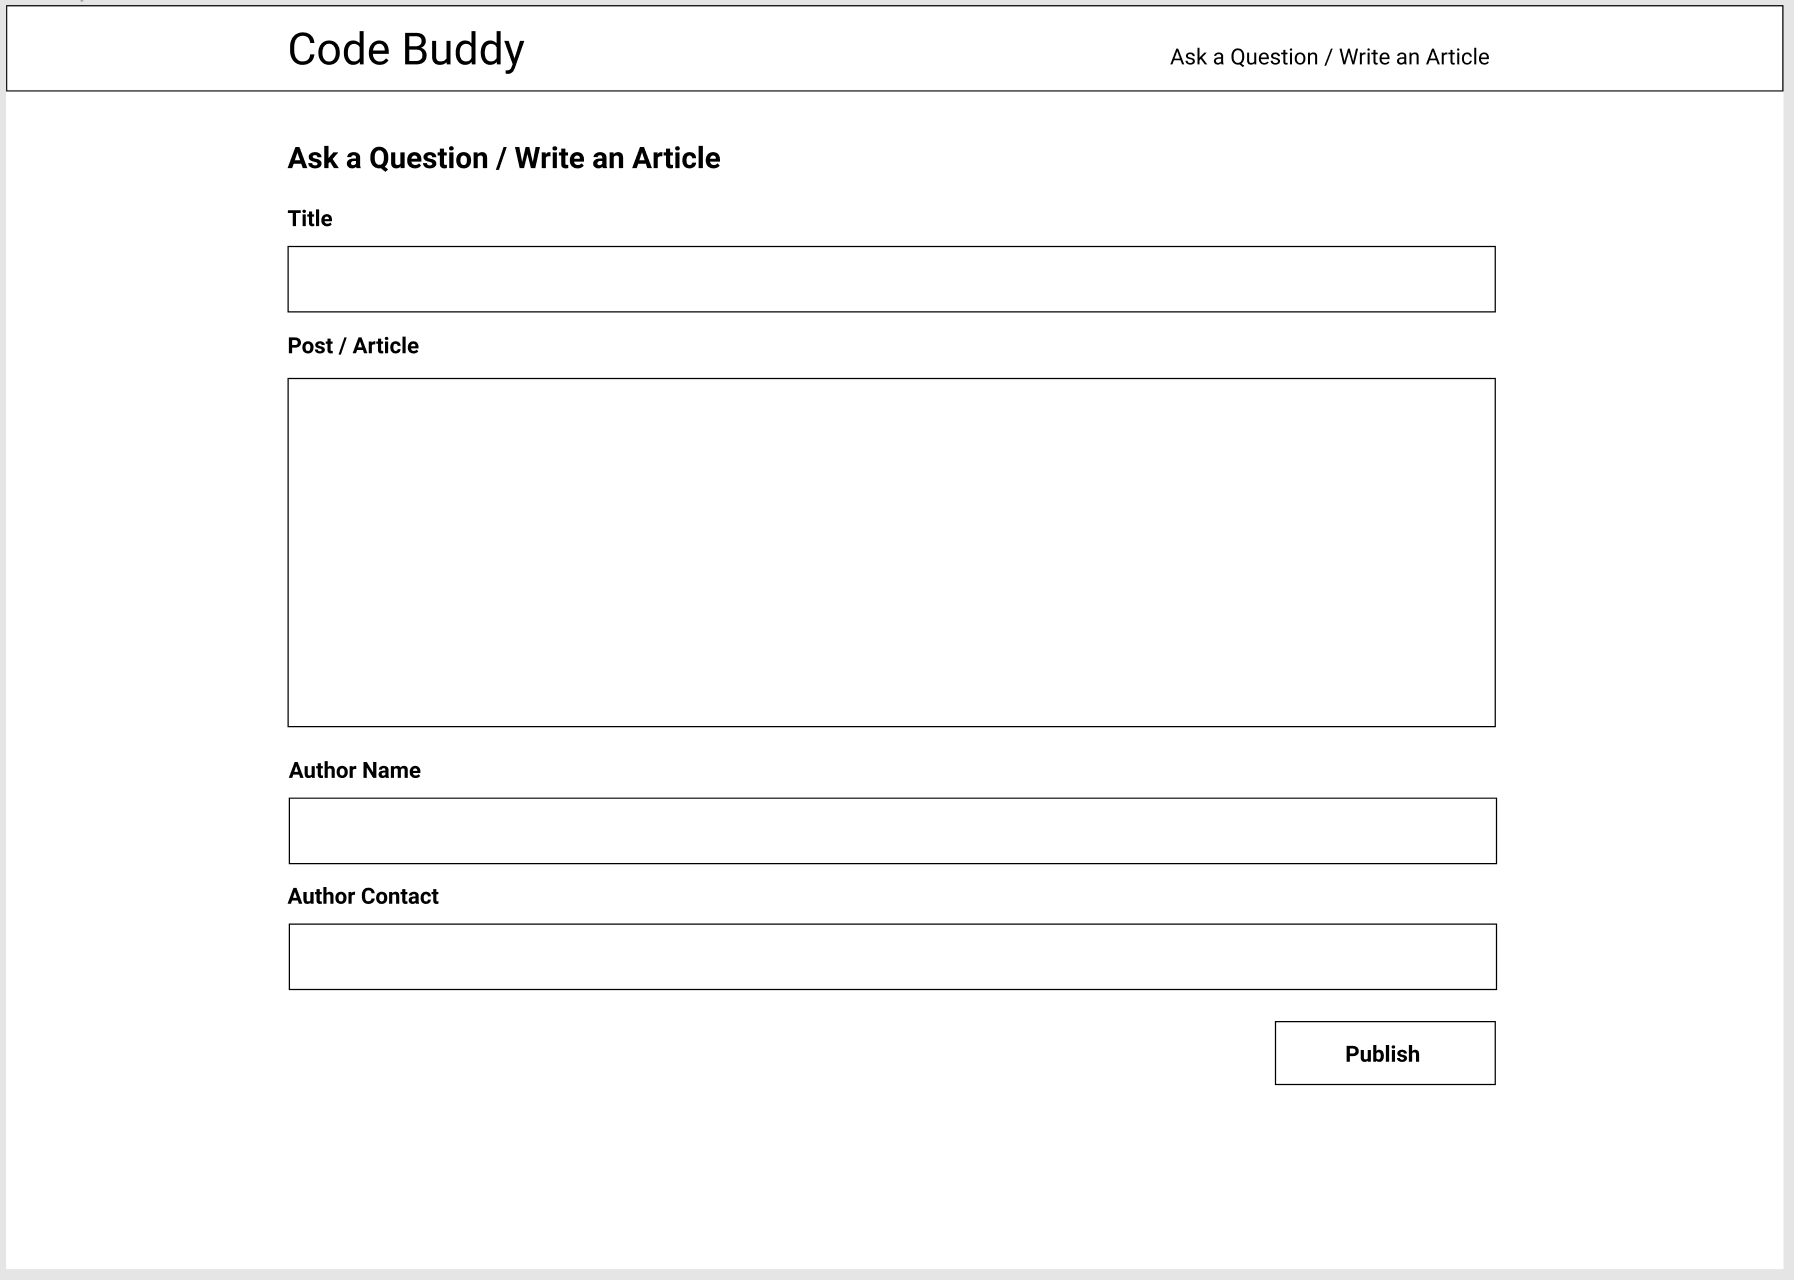 Code Buddy
Ask a Question / Write an Article
Ask a Question / Write an Article
Title
Post / Article
Author Name
Author Contact
Publish